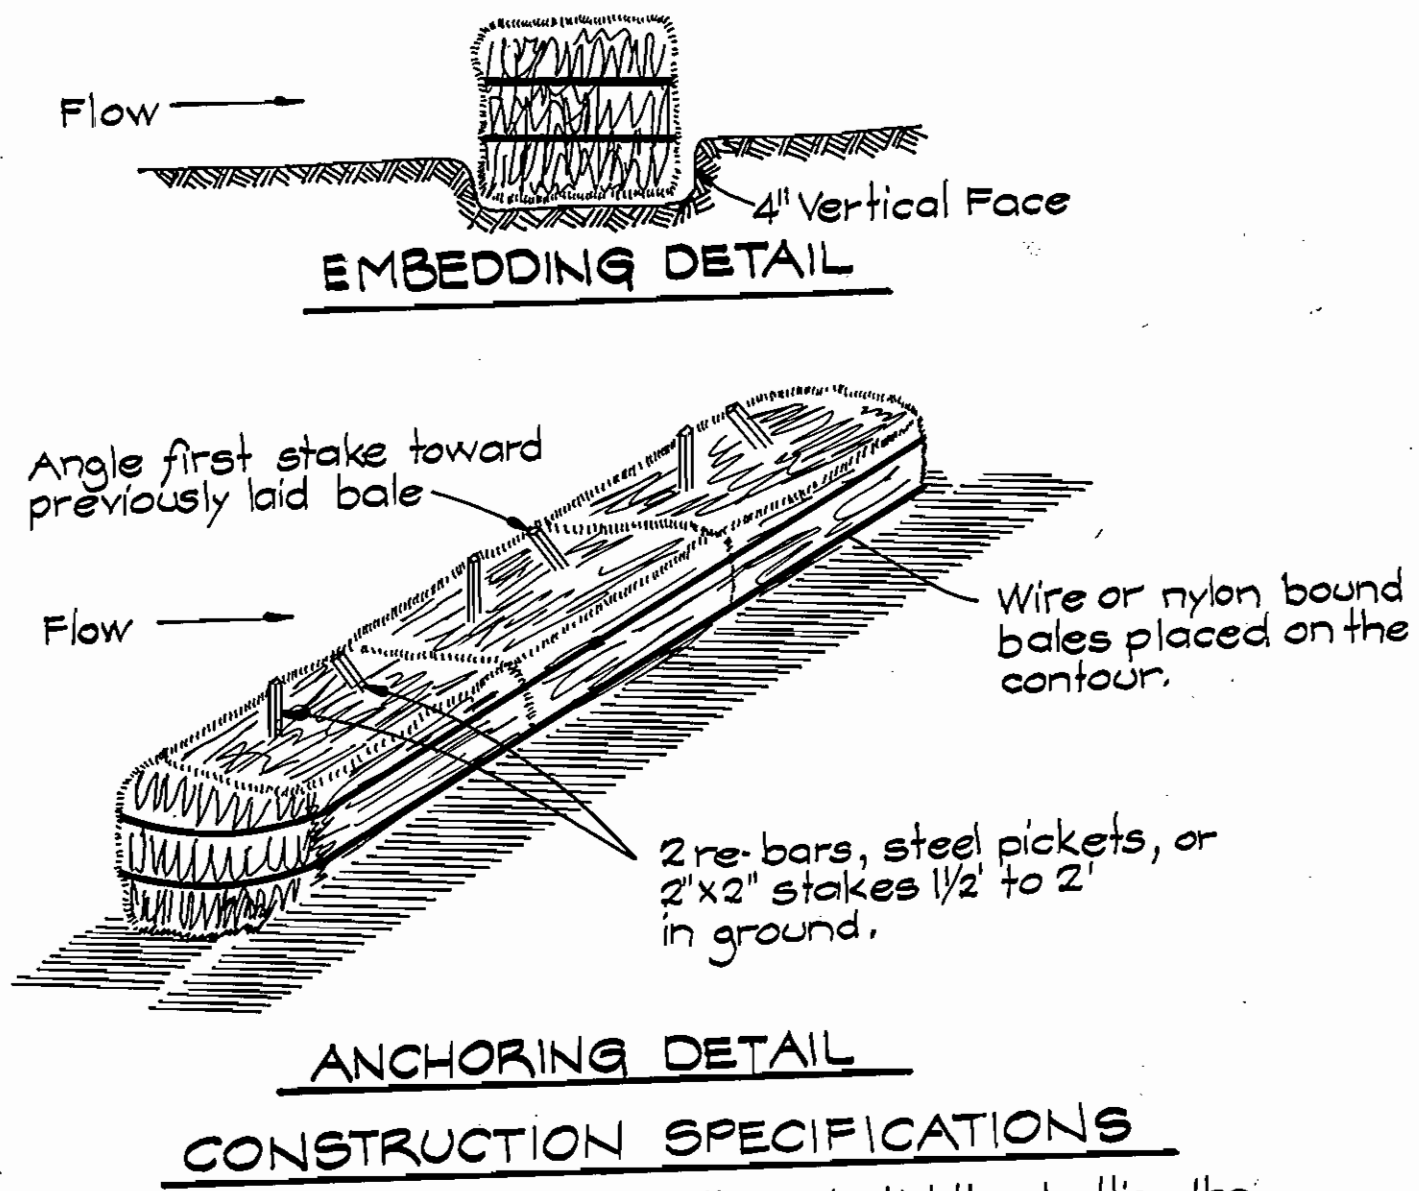 Flow
4" Vertical Face
EMBEDDING DETAIL
Angle first stake toward
previously laid bale
Flow
Wire or nylon bound
bales placed on the
contour.
2 re-bars, steel pickets, or
2"x2" stakes 1½' to 2'
in ground.
ANCHORING DETAIL
CONSTRUCTION SPECIFICATIONS